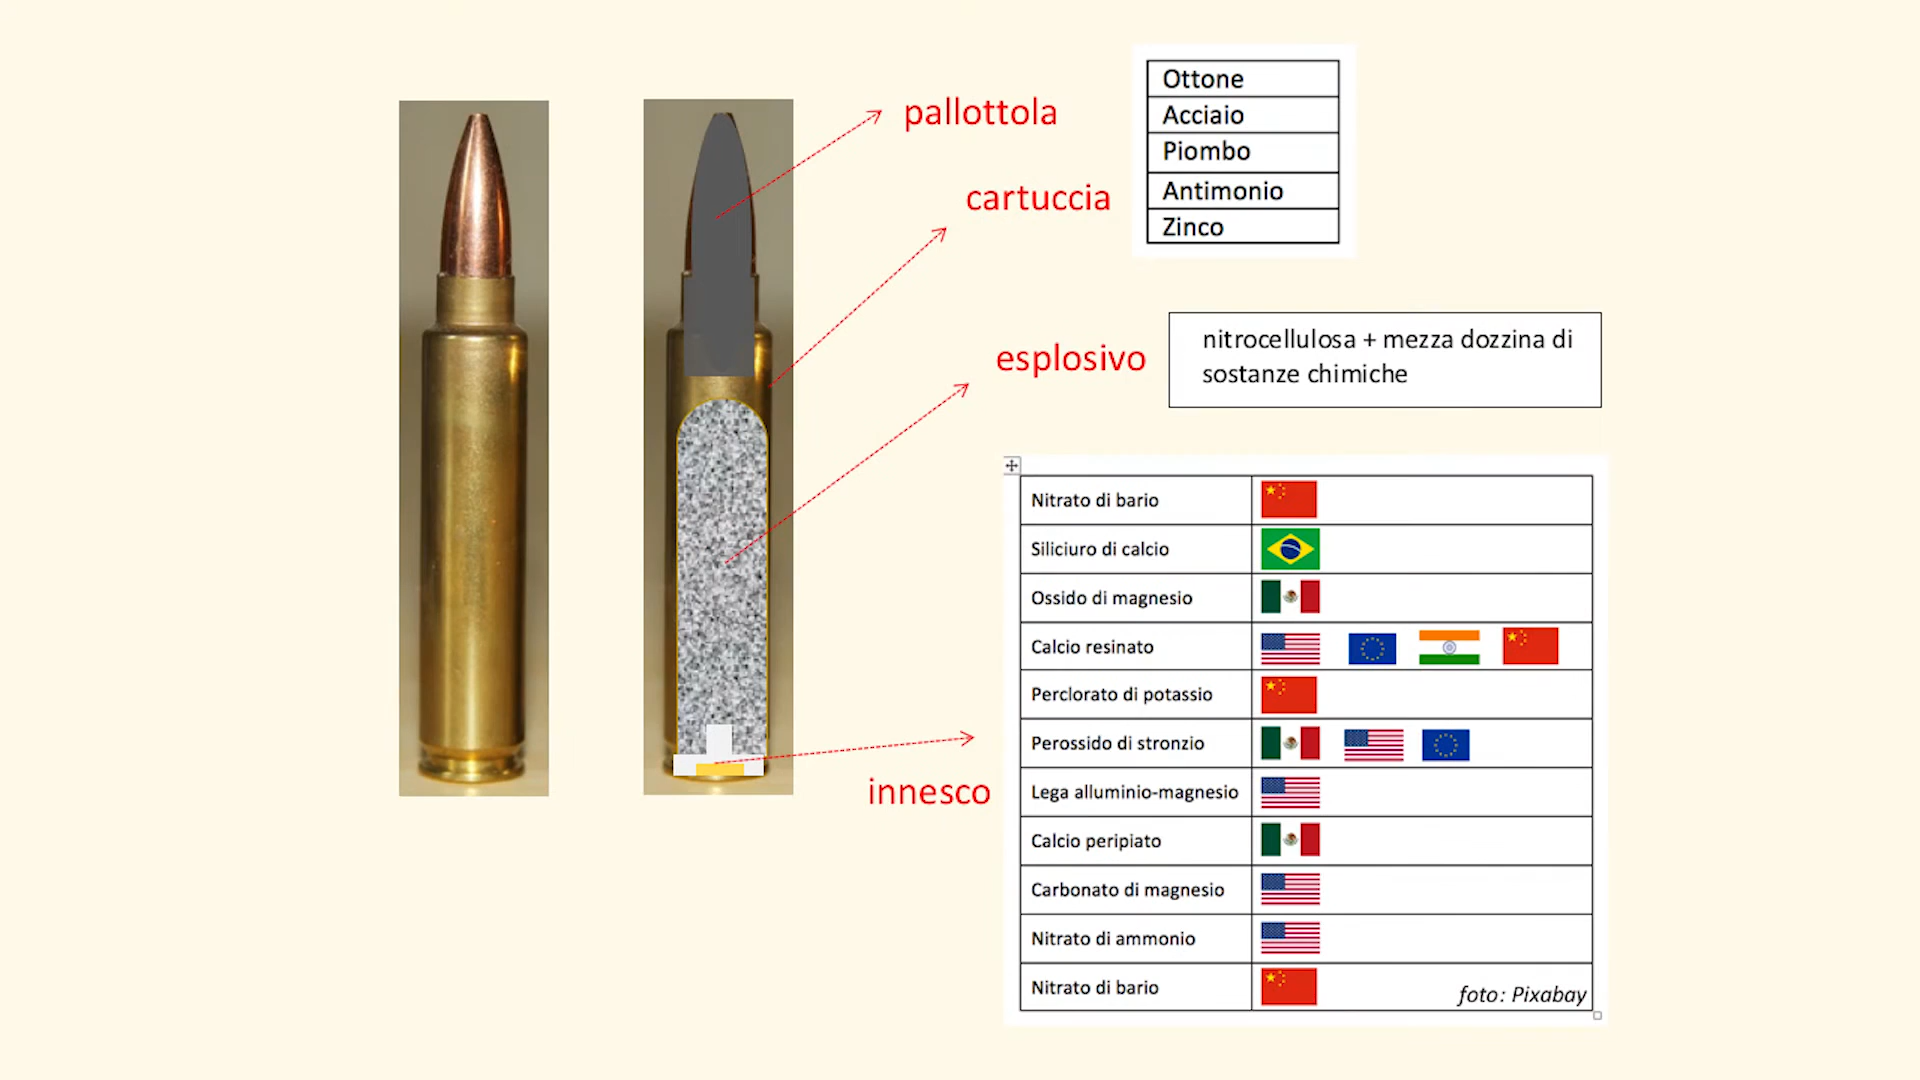 pallottola
cartuccia
Ottone
Acciaio
Piombo
Antimonio
Zinco
esplosivo
nitrocellulosa + mezza dozzina di
sostanze chimiche
innesco
Nitrato di bario
Siliciuro di calcio
Ossido di magnesio
Calcio resinato
Perclorato di potassio
Perossido di stronzio
Lega alluminio-magnesio
Calcio peripiato
Carbonato di magnesio
Nitrato di ammonio
Nitrato di bario
foto: Pixabay